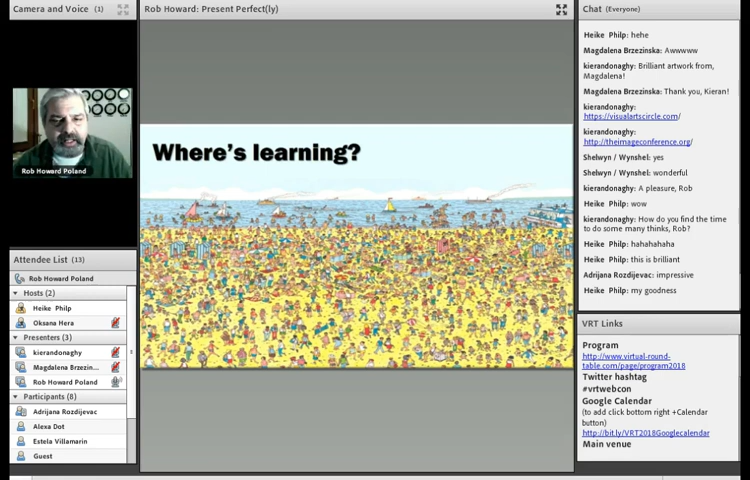 Camera and Voice (1)
Rob Howard Poland
Attendee List (13)
Rob Howard Poland
Hosts (2)
Heike Philp
Oksana Hera
Presenters (3)
kierandonaghy
Magdalena Brzezin...
Rob Howard Poland
Participants (8)
Adrijana Rozdijevac
Alexa Dot
Estela Villamarin
Guest
Rob Howard: Present Perfect(ly)
Where's learning?
Chat (Everyone)
Heike Philp: hehe
Magdalena Brzezinska: Awwwww
kierandonaghy: Brilliant artwork from,
Magdalena!
Magdalena Brzezinska: Thank you, Kieran!
kierandonaghy:
https://visualartscircle.com/
kierandonaghy:
http://theimageconference.org/
Shelwyn / Wynshel: yes
Shelwyn / Wynshel: wonderful
kierandonaghy: A pleasure, Rob
Heike Philp: wow
kierandonaghy: How do you find the time
to do some many thinks, Rob?
Heike Philp: hahahahaha
Heike Philp: this is brilliant
Adrijana Rozdijevac: impressive
Heike Philp: my goodness
VRT Links
Program
http://www.virtual-round-
table.com/page/program2018
Twitter hashtag
#vrtwebcon
Google Calendar
(to add click bottom right +Calendar
button)
http://bit.ly/VRT2018Googlecalendar
Main venue